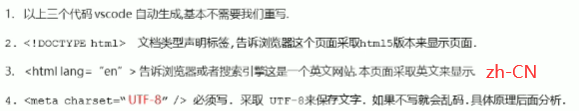 1. 以上三个代码 vscode 自动生成,基本不需要我们重写.
2. <!DOCTYPE html> 文档类型声明标签,告诉浏览器这个页面采取html5版本来显示页面.
3. <html lang="en"> 告诉浏览器或者搜索引擎这是一个英文网站.本页面采取英文来显示. zh-CN
4. <meta charset="UTF-8" /> 必须写. 采取 UTF-8来保存文字. 如果不写就会乱码.具体原理后面分析.